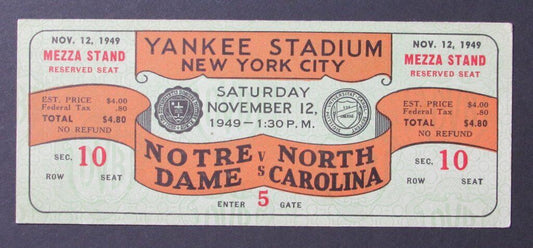 NOV. 12, 1949
MEZZA STAND
RESERVED SEAT
EST. PRICE $4.00
Federal Tax .80
TOTAL $4.80
NO REFUND
SEC. 10
ROW SEAT
YANKEE STADIUM
NEW YORK CITY
SATURDAY
NOVEMBER 12,
1949-1:30 P.M.
NOTRE VS NORTH
DAME CAROLINA
ENTER 5 GATE
NOV. 12, 1949
MEZZA STAND
RESERVED SEAT
EST. PRICE $4.00
Federal Tax .80
TOTAL $4.80
NO REFUND
SEC. 10
ROW SEAT